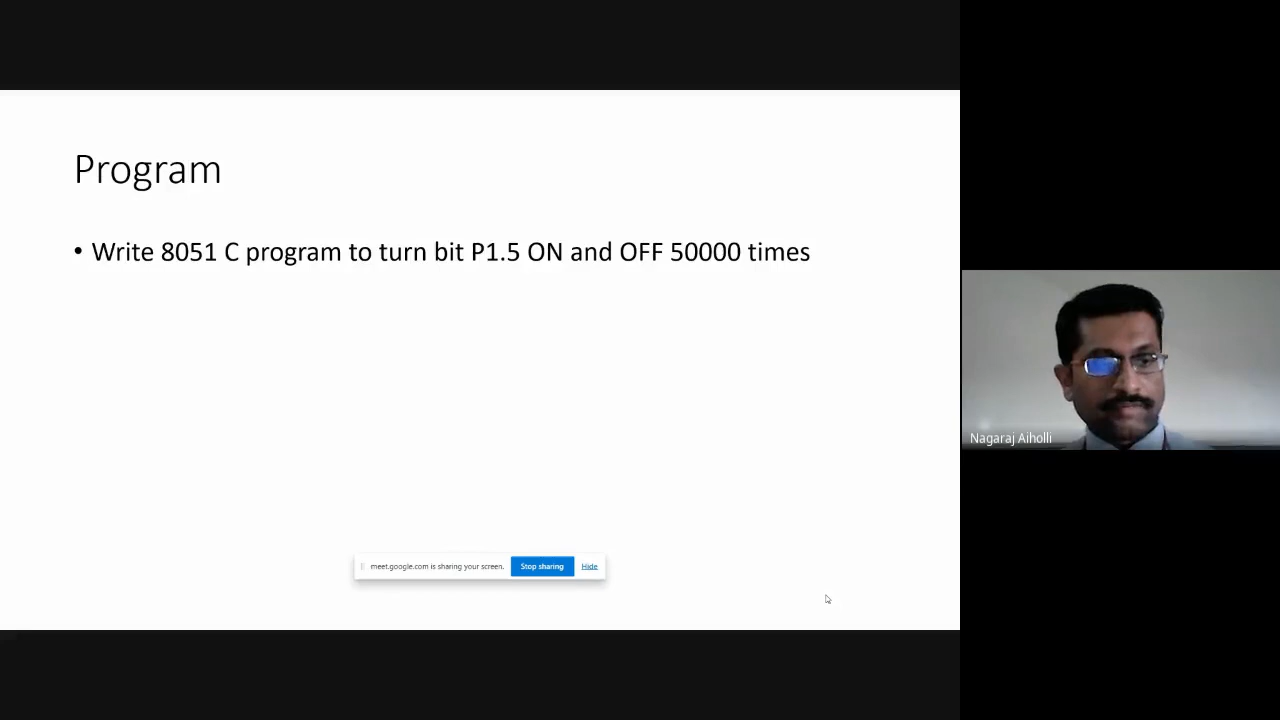 Program
• Write 8051 C program to turn bit P1.5 ON and OFF 50000 times
Nagaraj Aiholli
meet.google.com is sharing your screen. Stop sharing Hide